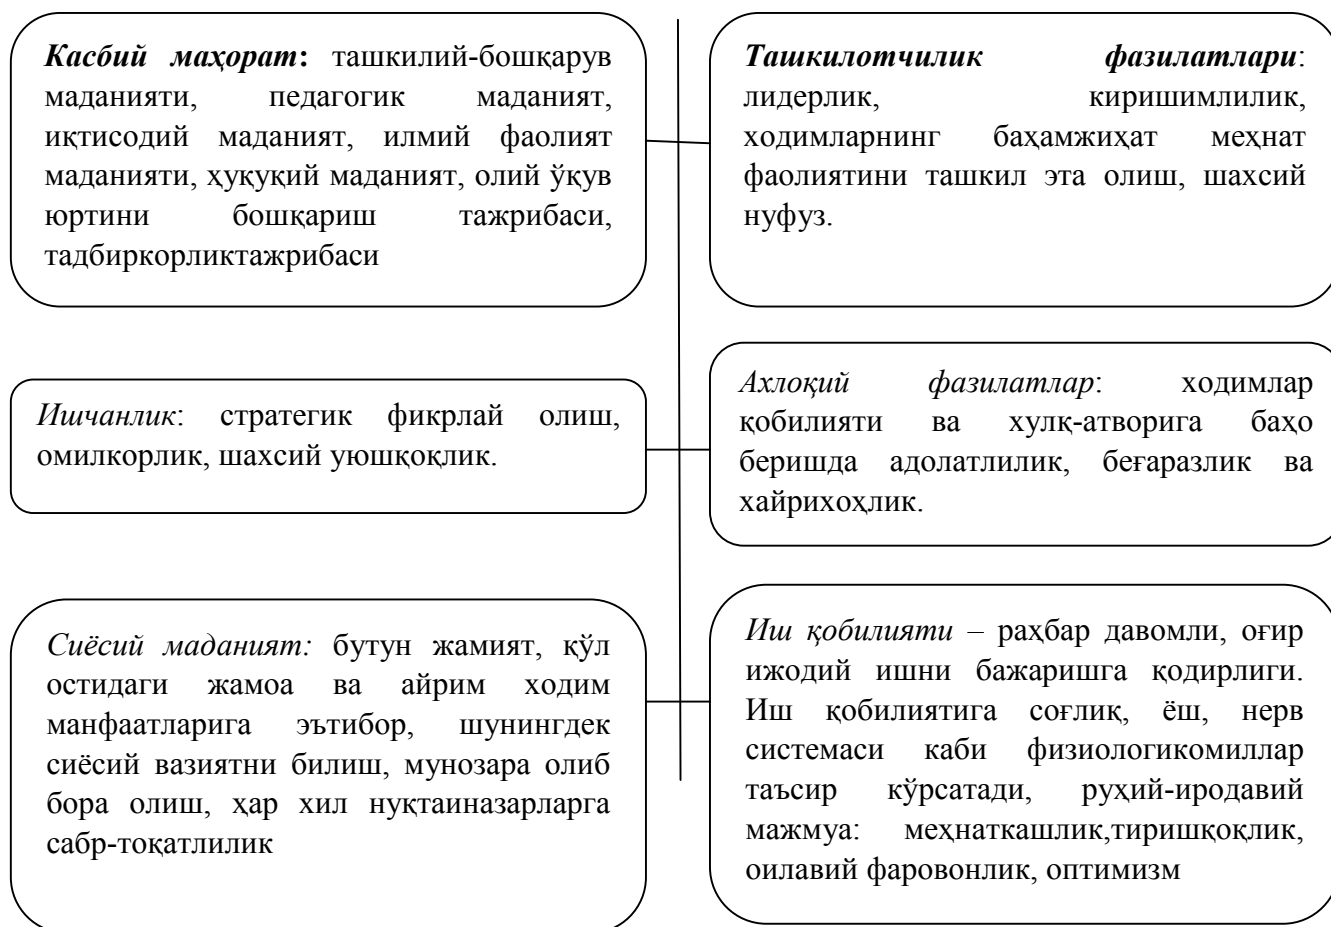 Касбий маҳорат: ташкилий-бошқарув
маданияти, педагогик маданият,
иқтисодий маданият, илмий фаолият
маданияти, ҳуқуқий маданият, олий ўқув
юртини бошқариш тажрибаси,
тадбиркорликтажрибаси
Ташкилотчилик фазилатлари:
лидерлик, киришимлилик,
ходимларнинг баҳамжиҳат меҳнат
фаолиятини ташкил эта олиш, шахсий
нуфуз.
Ишчанлик: стратегик фикрлай олиш,
омилкорлик, шахсий уюшқоқлик.
Ахлоқий фазилатлар: ходимлар
қобилияти ва хулқ-атворига баҳо
беришда адолатлилик, беғаразлик ва
хайрихоҳлик.
Сиёсий маданият: бутун жамият, қўл
остидаги жамоа ва айрим ходим
манфаатларига эътибор, шунингдек
сиёсий вазиятни билиш, мунозара олиб
бора олиш, ҳар хил нуқтаиназарларга
сабр-тоқатлилик
Иш қобилияти – раҳбар давомли, оғир
ижодий ишни бажаришга қодирлиги.
Иш қобилиятига соғлиқ, ёш, нерв
системаси каби физиологикомиллар
таъсир кўрсатади, руҳий-иродавий
мажмуа: меҳнаткашлик,тиришқоқлик,
оилавий фаровонлик, оптимизм